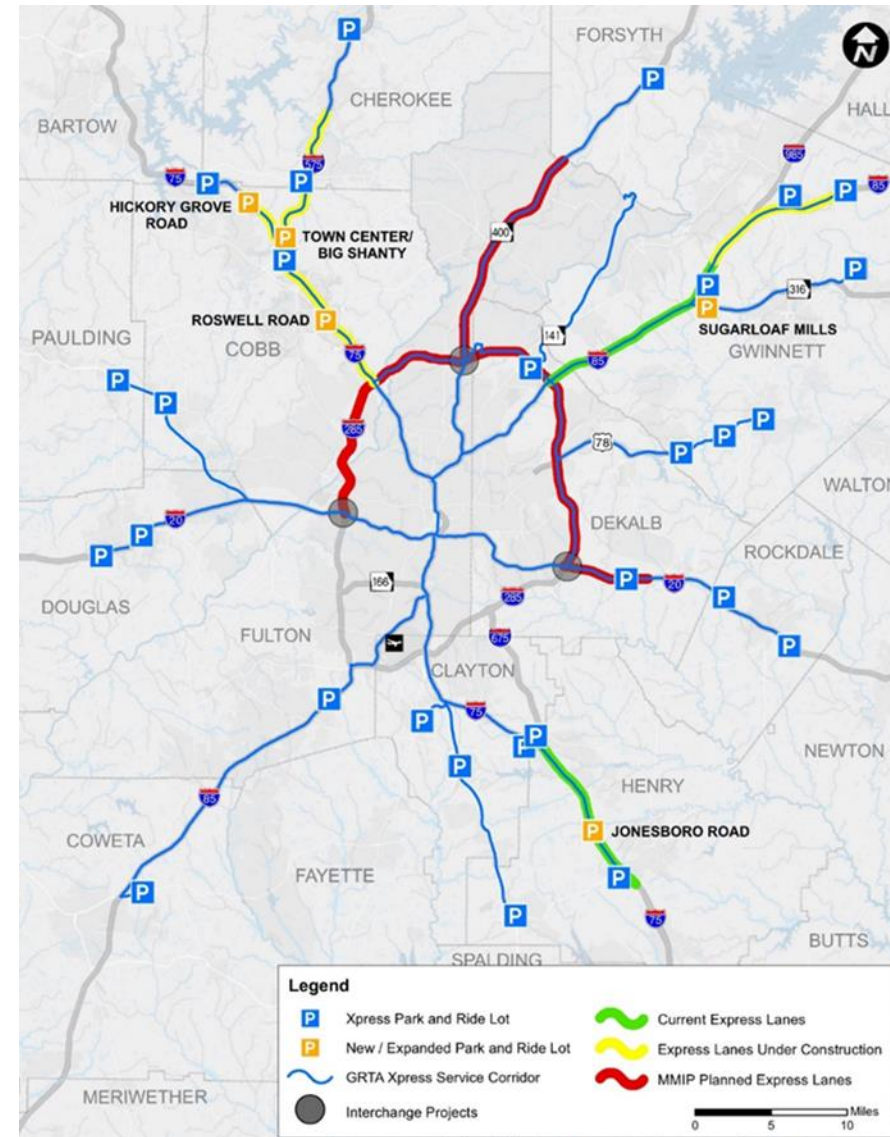 FORSYTH
N
P
P
CHEROKEE
BARTOW
HALL
985
575
75
P
P
85
P
P
HICKORY GROVE
ROAD
P
P
TOWN CENTER/
BIG SHANTY
400
P
P
P
316
P
ROSWELL ROAD
P
SUGARLOAF MILLS
141
PAULDING
COBB
75
85
GWINNETT
P
P
P
285
78
P
P
P
WALTON
20
DEKALB
P
P
ROCKDALE
166
P
20
P
DOUGLAS
285
FULTON
675
P
CLAYTON
P
75
P
P
P
P
NEWTON
85
HENRY
COWETA
P
JONESBORO ROAD
P
FAYETTE
P
P
75
BUTTS
SPALDING
MERIWETHER
Legend
P Xpress Park and Ride Lot
P New / Expanded Park and Ride Lot
GRTA Xpress Service Corridor
Interchange Projects
Current Express Lanes
Express Lanes Under Construction
MMIP Planned Express Lanes
Miles
0 5 10